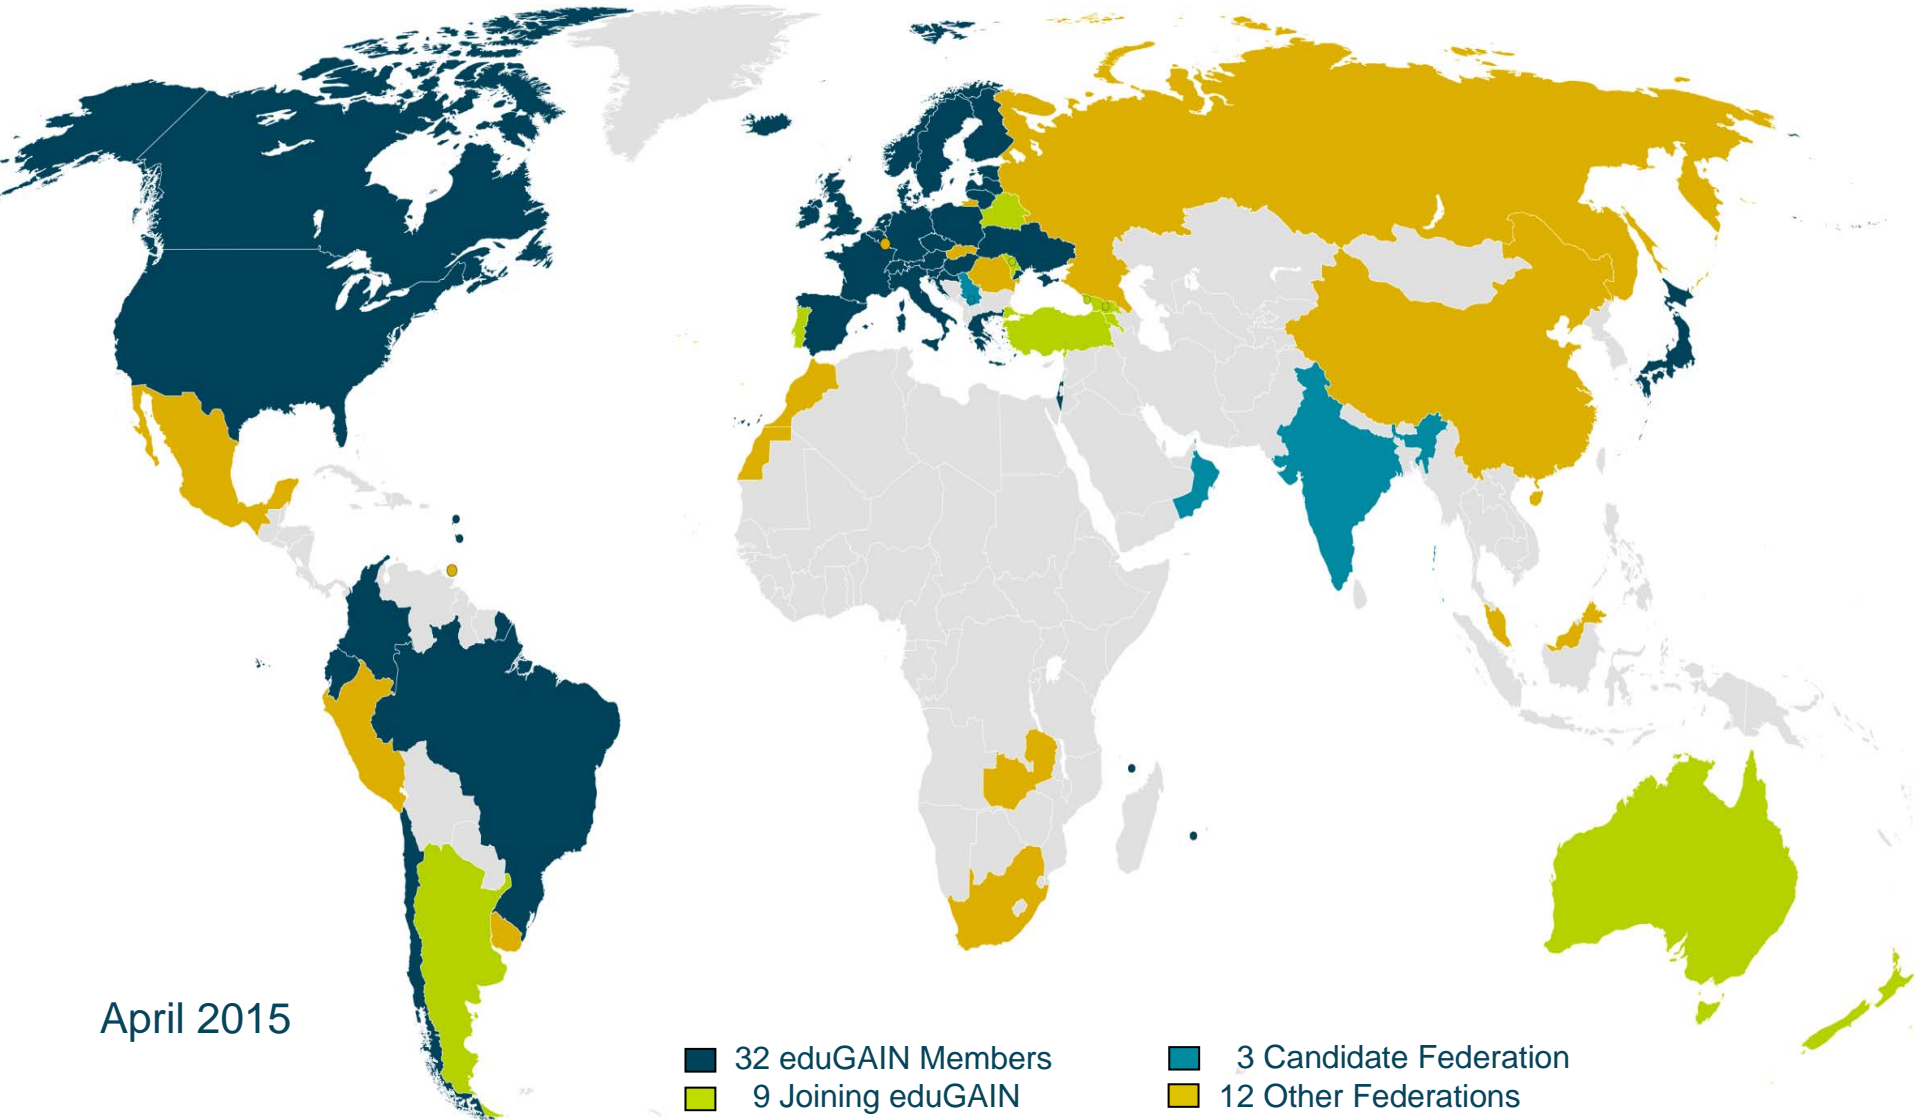 April 2015
32 eduGAIN Members
9 Joining eduGAIN
3 Candidate Federation
12 Other Federations